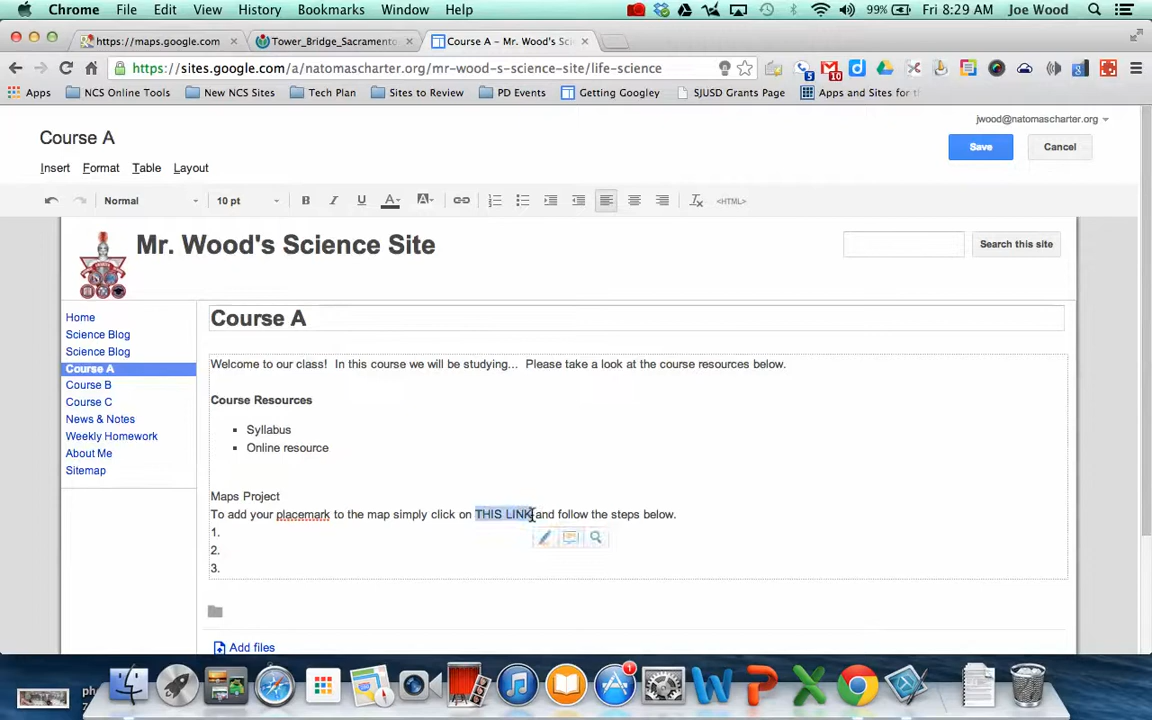 Chrome File Edit View History Bookmarks Window Help 99% Fri 8:29 AM Joe Wood
https://maps.google.com Tower_Bridge_Sacramento Course A – Mr. Wood's Sc
https://sites.google.com/a/natomascharter.org/mr-wood-s-science-site/life-science
Apps NCS Online Tools New NCS Sites Tech Plan Sites to Review PD Events Getting Googley SJUSD Grants Page Apps and Sites for
jwood@natomascharter.org
Course A
Save Cancel
Insert Format Table Layout
Normal 10 pt B I U A A <HTML>
Mr. Wood's Science Site
Search this site
Home
Science Blog
Science Blog
Course A
Course B
Course C
News & Notes
Weekly Homework
About Me
Sitemap
Course A
Welcome to our class! In this course we will be studying... Please take a look at the course resources below.
Course Resources
Syllabus
Online resource
Maps Project
To add your placemark to the map simply click on THIS LINK and follow the steps below.
1.
2.
3.
Add files
ph